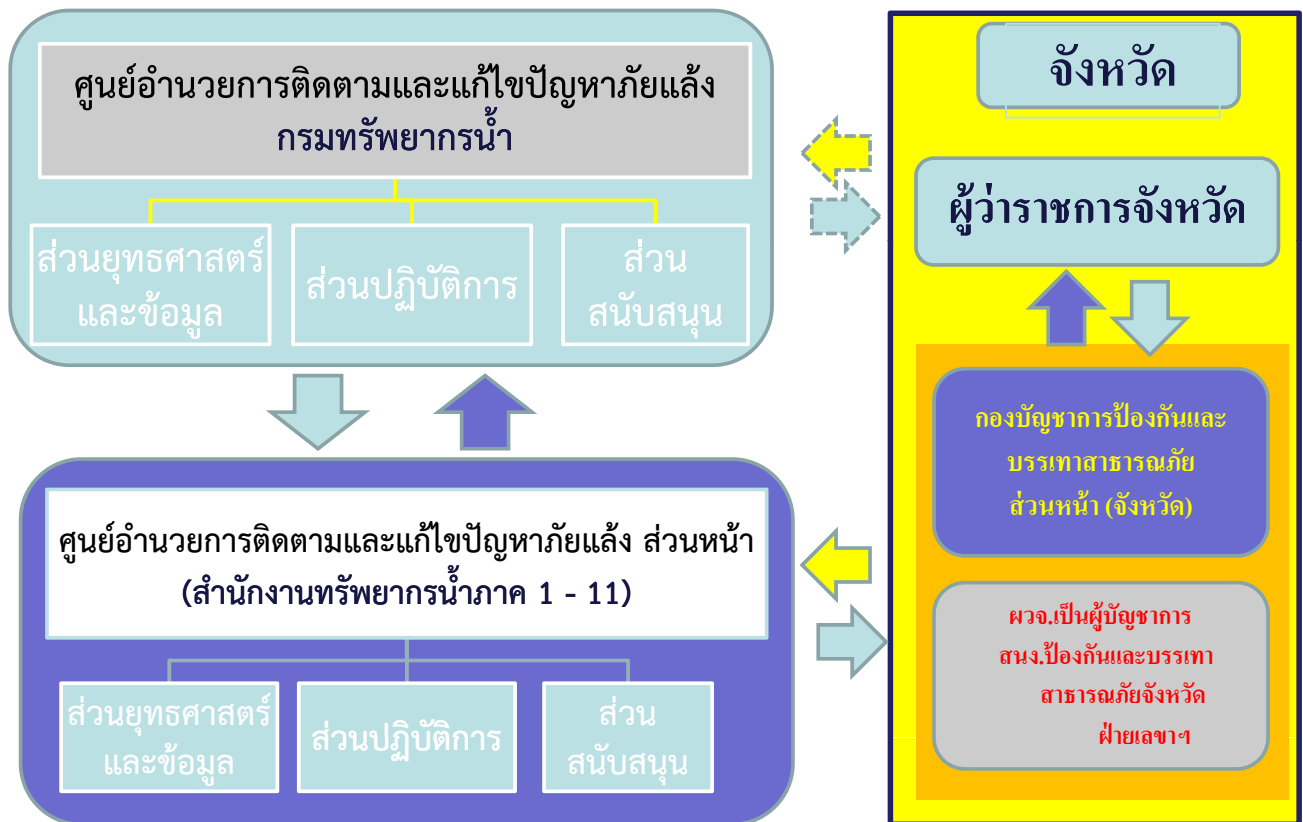 ศูนย์อำนวยการติดตามและแก้ไขปัญหาภัยแล้ง
กรมทรัพยากรน้ำ
ส่วนยุทธศาสตร์
และข้อมูล
ส่วนปฏิบัติการ
ส่วน
สนับสนุน
ศูนย์อำนวยการติดตามและแก้ไขปัญหาภัยแล้ง ส่วนหน้า
(สำนักงานทรัพยากรน้ำภาค 1 - 11)
ส่วนยุทธศาสตร์
และข้อมูล
ส่วนปฏิบัติการ
ส่วน
สนับสนุน
จังหวัด
ผู้ว่าราชการจังหวัด
กองบัญชาการป้องกันและ
บรรเทาสาธารณภัย
ส่วนหน้า (จังหวัด)
ผวจ.เป็นผู้บัญชาการ
สนง.ป้องกันและบรรเทา
สาธารณภัยจังหวัด
ฝ่ายเลขาฯ